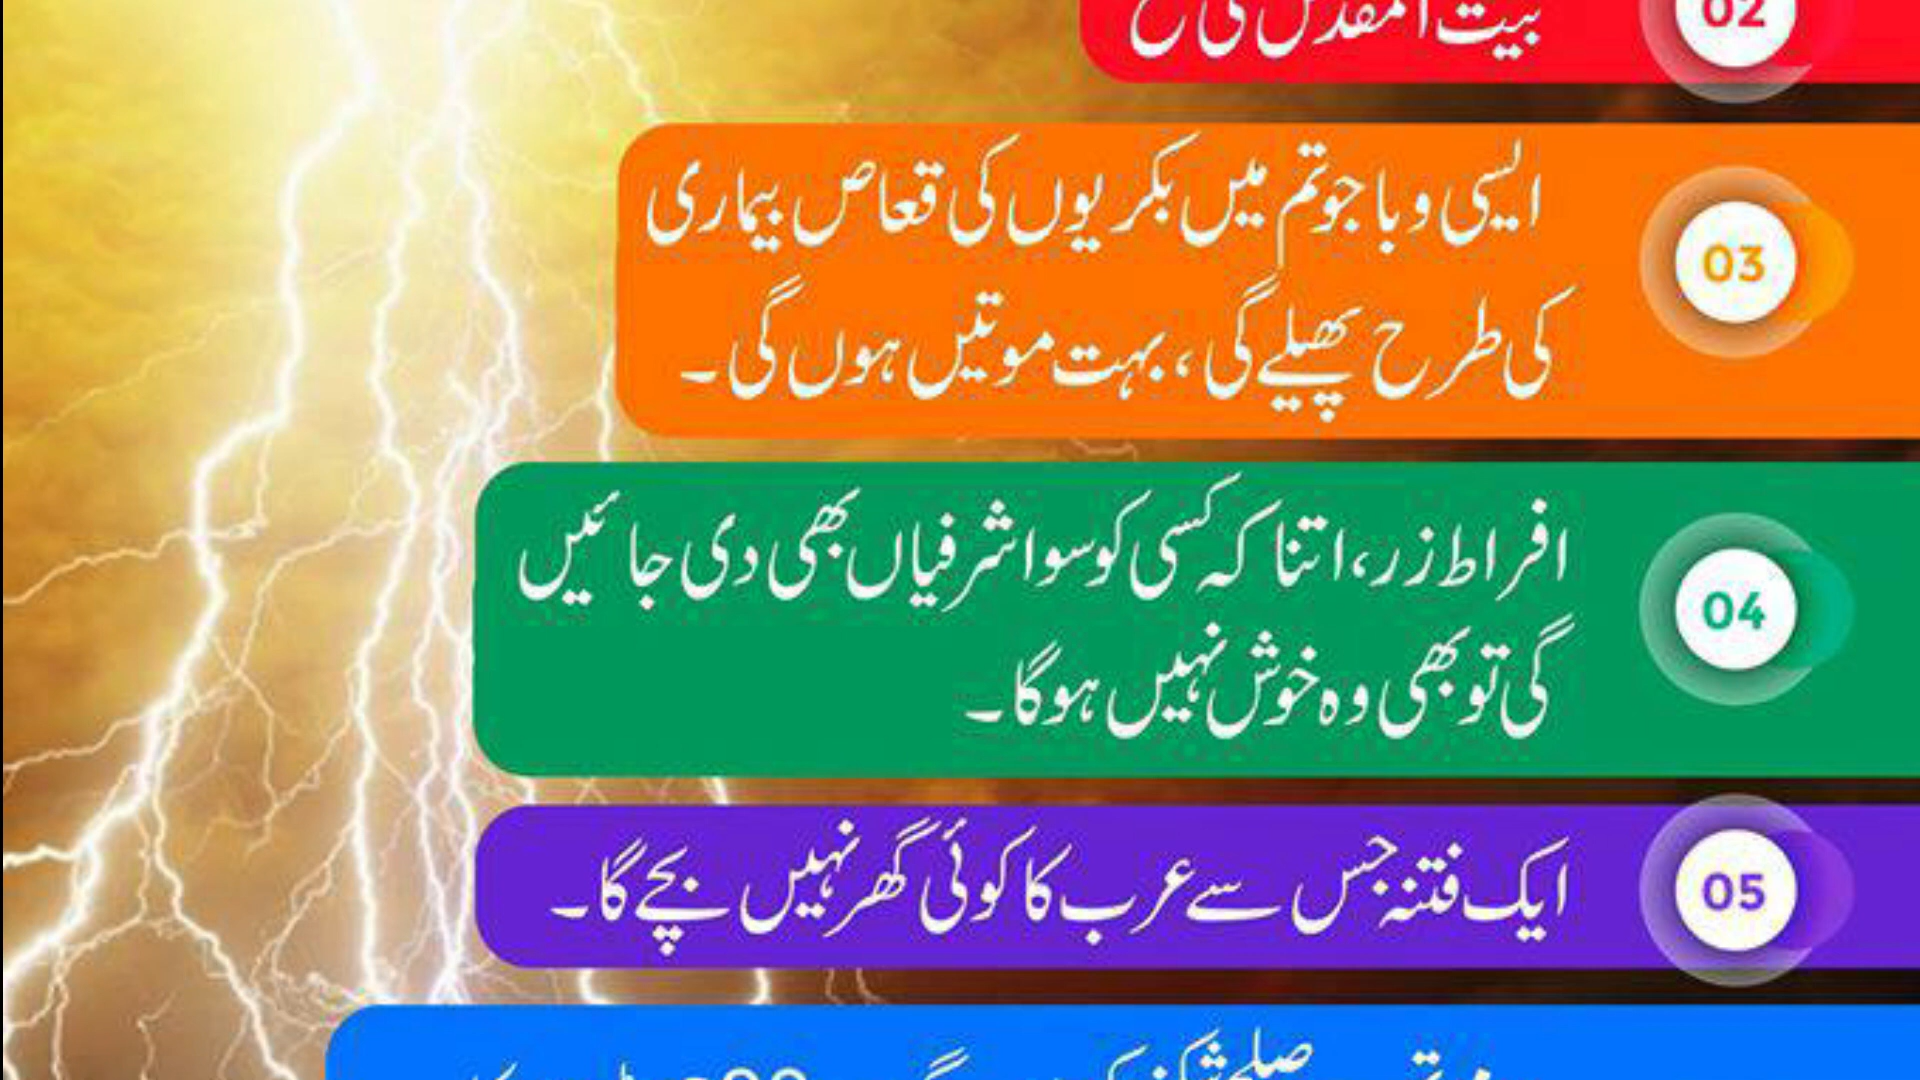 02
بیت المقدس کی فتح
03
ایسی وبا جو تم میں بکریوں کی قعاص بیماری
کی طرح پھیلے گی، بہت موتیں ہوں گی۔
04
افراط زر، اتنا کہ کسی کو سو اشرفیاں بھی دی جائیں
گی تو بھی وہ خوش نہیں ہوگا۔
05
ایک فتنہ جس سے عرب کا کوئی گھر نہیں بچے گا۔